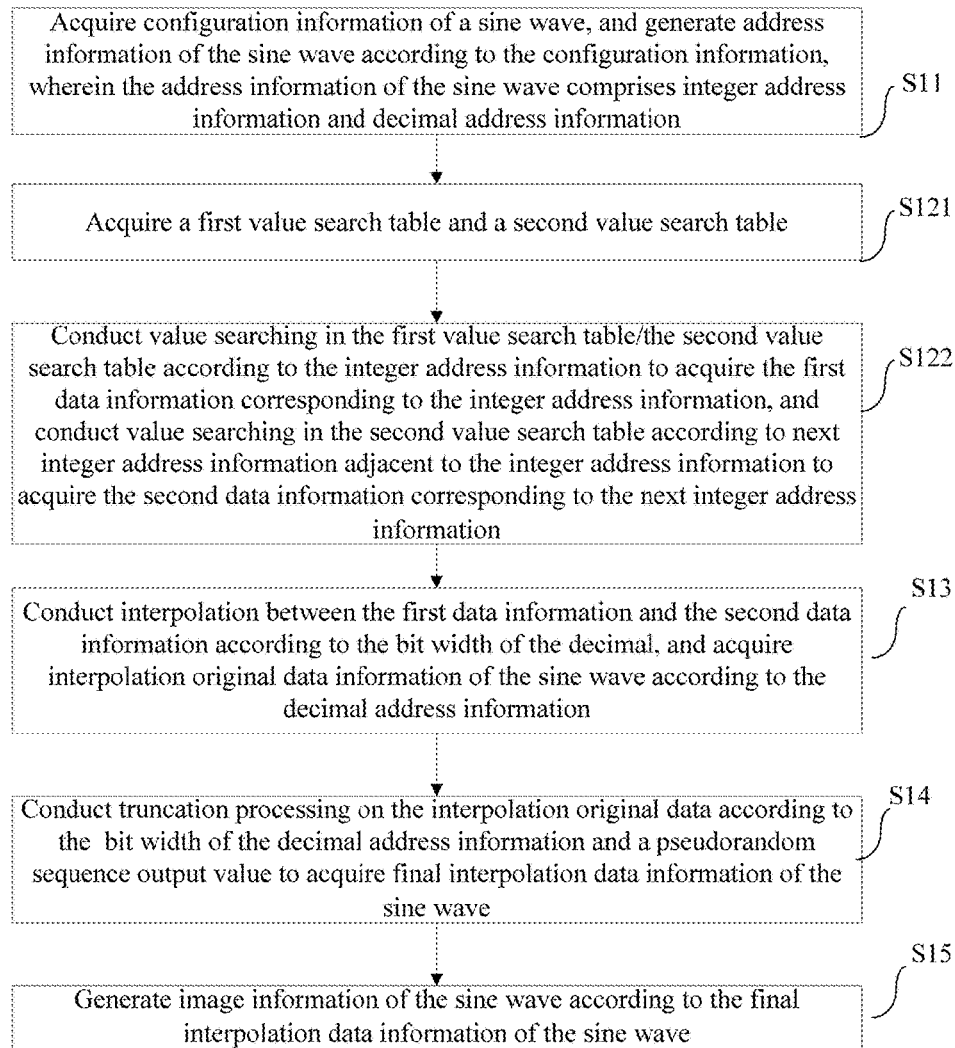 Acquire configuration information of a sine wave, and generate address
information of the sine wave according to the configuration information,
wherein the address information of the sine wave comprises integer address
information and decimal address information
S11
Acquire a first value search table and a second value search table
S121
Conduct value searching in the first value search table/the second value
search table according to the integer address information to acquire the first
data information corresponding to the integer address information, and
conduct value searching in the second value search table according to next
integer address information adjacent to the integer address information to
acquire the second data information corresponding to the next integer address
information
S122
Conduct interpolation between the first data information and the second data
information according to the bit width of the decimal, and acquire
interpolation original data information of the sine wave according to the
decimal address information
S13
Conduct truncation processing on the interpolation original data according to
the bit width of the decimal address information and a pseudorandom
sequence output value to acquire final interpolation data information of the
sine wave
S14
Generate image information of the sine wave according to the final
interpolation data information of the sine wave
S15